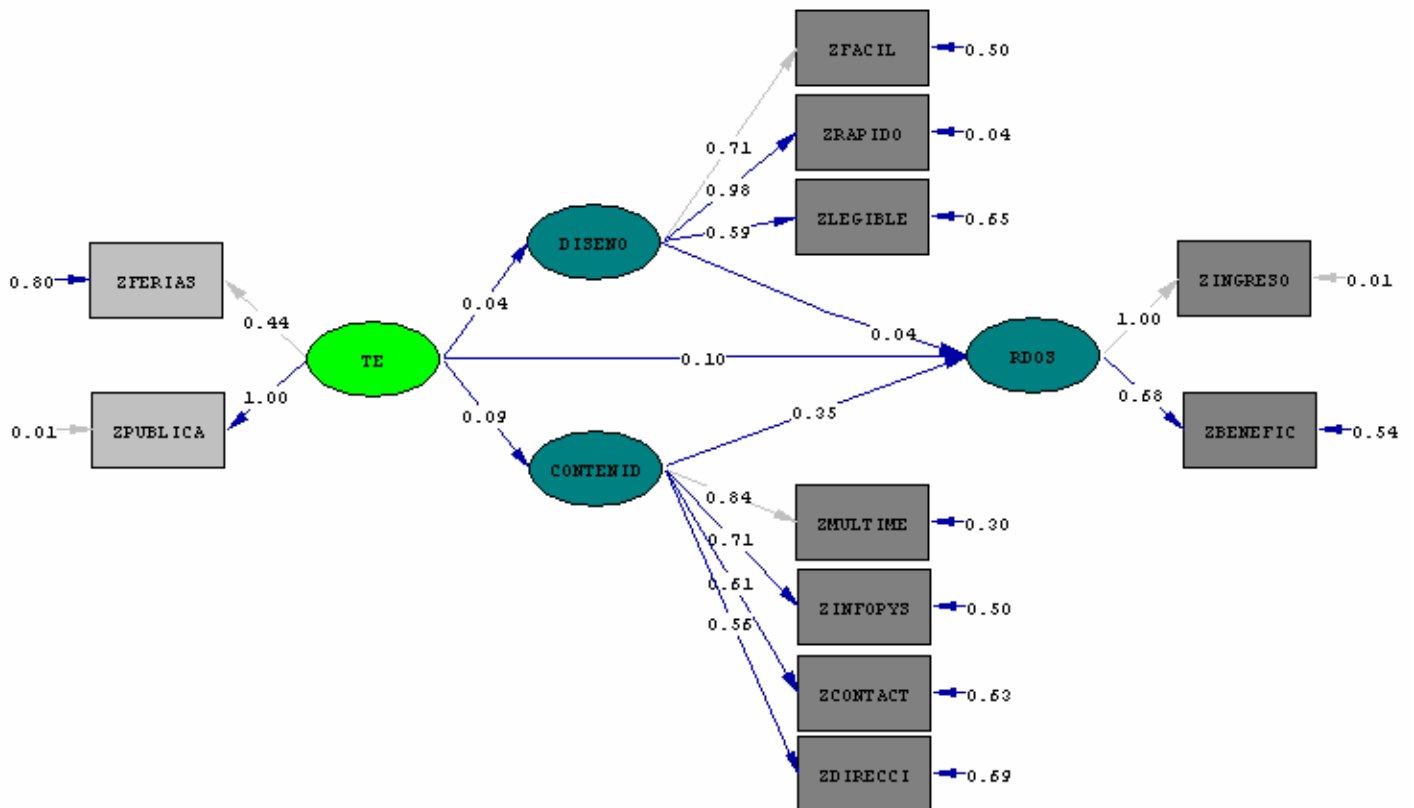 ZFACIL
0.50
ZRAPIDO
0.04
0.71
0.98
ZLEGIBLE
0.65
0.59
DISENO
ZINGRESO
0.01
0.80
ZFERIAS
0.04
0.44
0.04
1.00
TE
0.10
RDOS
1.00
0.09
0.35
0.68
0.01
ZPUBLICA
ZBENEFIC
0.54
CONTENID
0.84
ZMULTIME
0.30
0.71
0.61
ZINFOPYS
0.50
0.56
ZCONTACT
0.63
ZDIRECCI
0.69